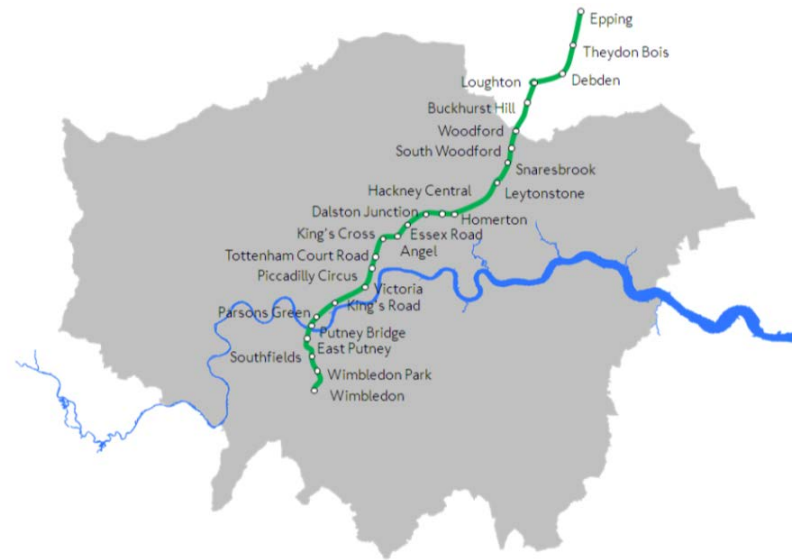 Epping
Theydon Bois
Loughton
Debden
Buckhurst Hill
Woodford
South Woodford
Snaresbrook
Hackney Central
Leytonstone
Dalston Junction
Homerton
King's Cross
Essex Road
Angel
Tottenham Court Road
Piccadilly Circus
Victoria
King's Road
Parsons Green
Putney Bridge
East Putney
Southfields
Wimbledon Park
Wimbledon